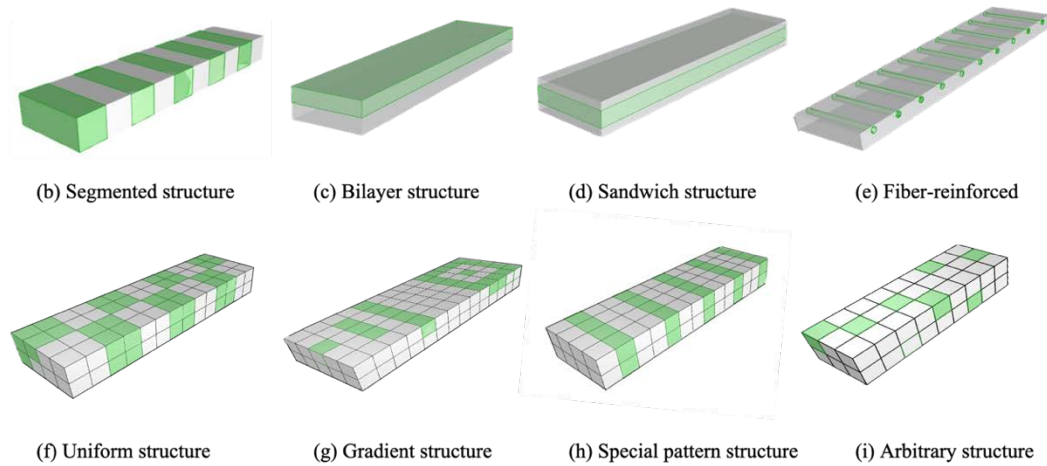 (b) Segmented structure
(c) Bilayer structure
(d) Sandwich structure
(e) Fiber-reinforced
(f) Uniform structure
(g) Gradient structure
(h) Special pattern structure
(i) Arbitrary structure